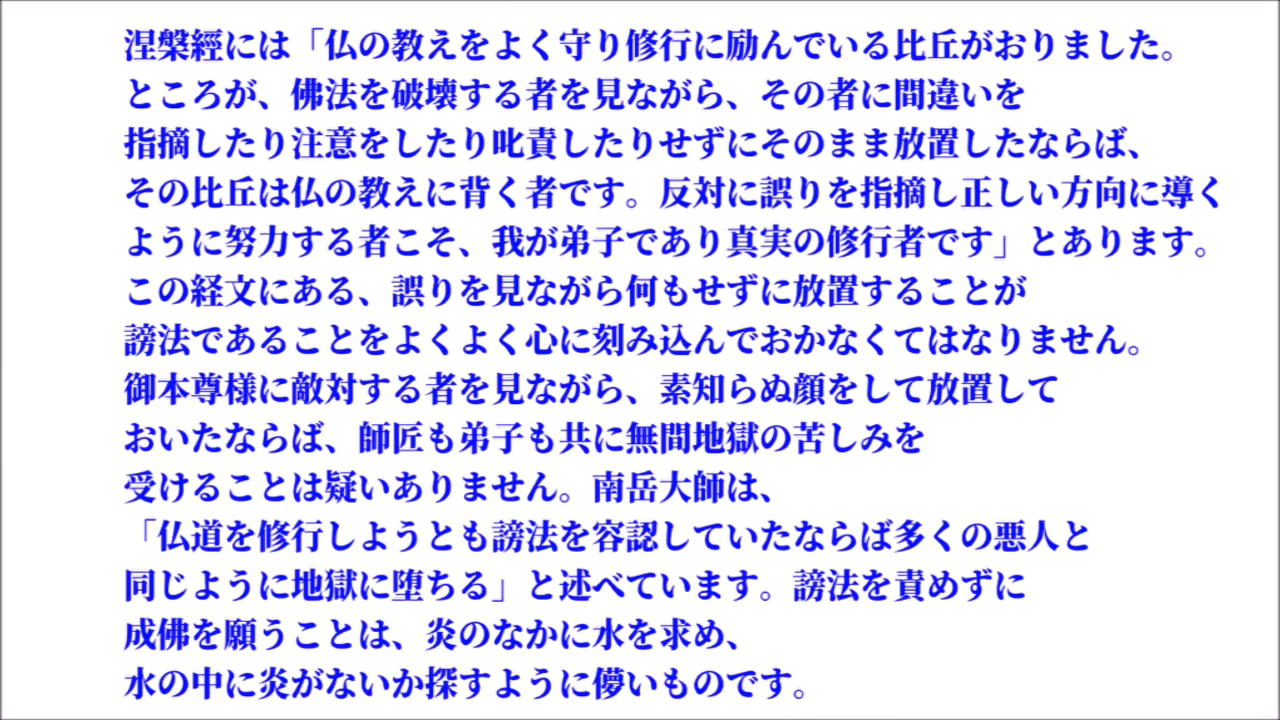 涅槃經には「仏の教えをよく守り修行に励んでいる比丘がおりました。
ところが、佛法を破壊する者を見ながら、その者に間違いを
指摘したり注意をしたり叱責したりせずにそのまま放置したならば、
その比丘は仏の教えに背く者です。反対に誤りを指摘し正しい方向に導く
ように努力する者こそ、我が弟子であり真実の修行者です」とあります。
この経文にある、誤りを見ながら何もせずに放置することが
謗法であることをよくよく心に刻み込んでおかなくてはなりません。
御本尊様に敵対する者を見ながら、素知らぬ顔をして放置して
おいたならば、師匠も弟子も共に無間地獄の苦しみを
受けることは疑いありません。南岳大師は、
「仏道を修行しようとも謗法を容認していたならば多くの悪人と
同じように地獄に堕ちる」と述べています。謗法を責めずに
成佛を願うことは、炎のなかに水を求め、
水の中に炎がないか探すように儚いものです。